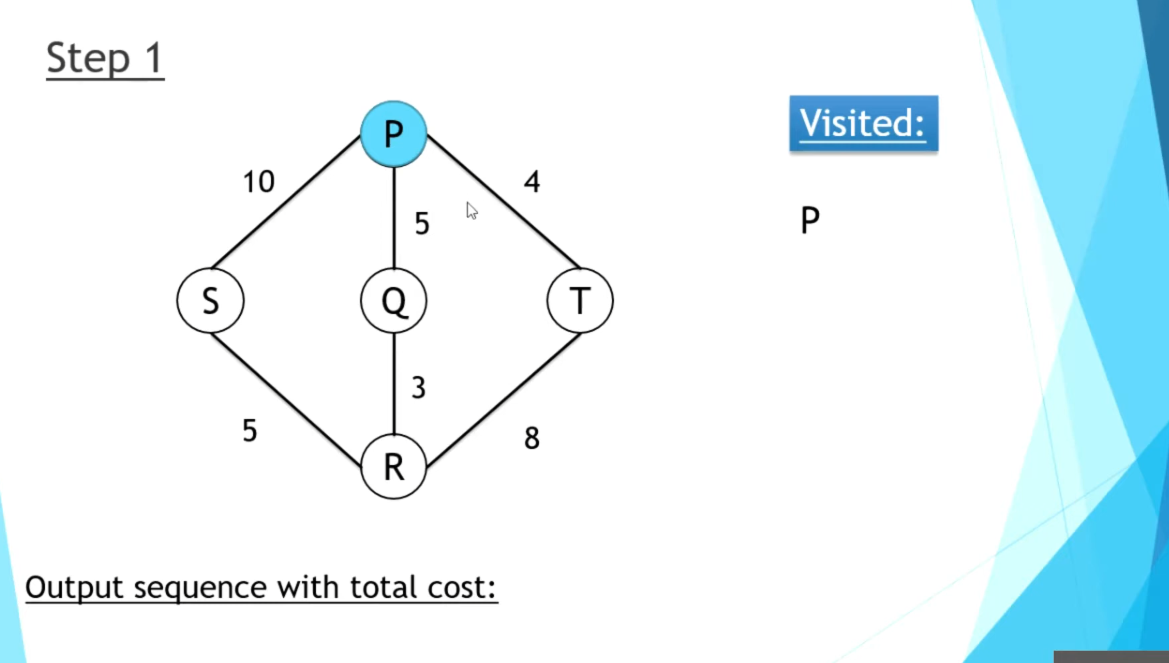 Step 1
Visited:
P
10
4
P
5
S
Q
T
3
5
8
R
Output sequence with total cost: